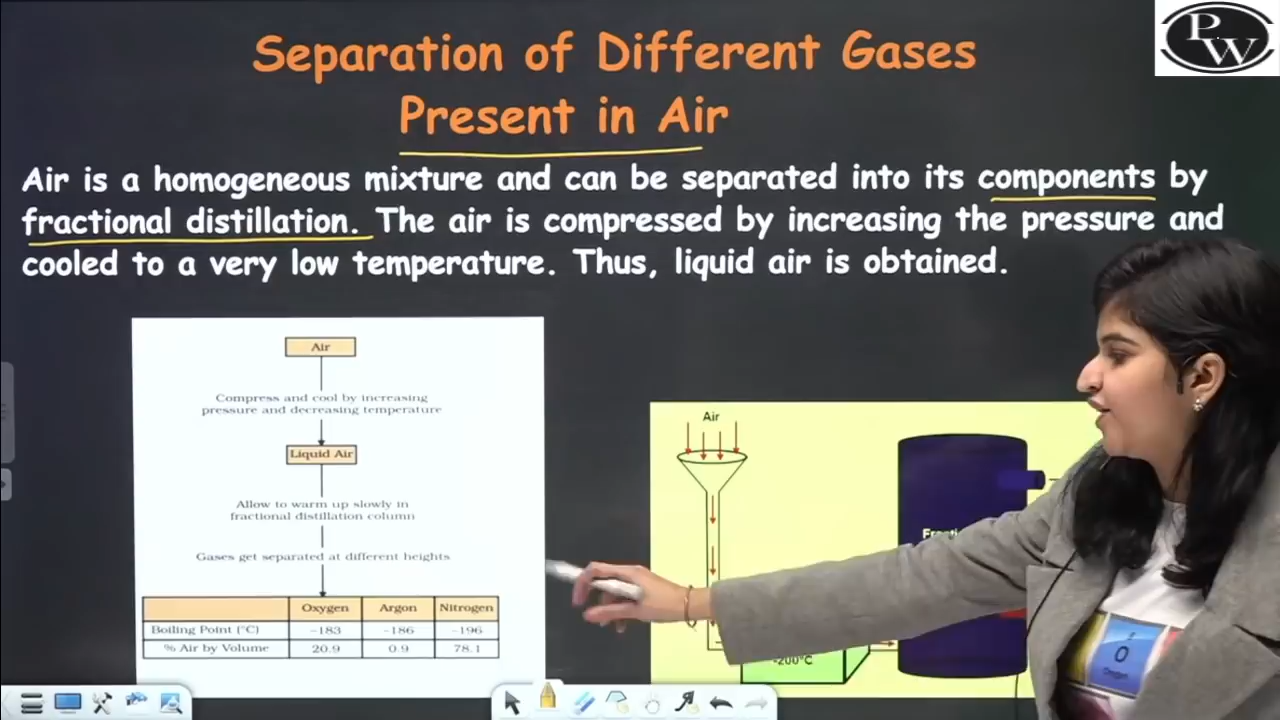 PW
Separation of Different Gases
Present in Air
Air is a homogeneous mixture and can be separated into its components by
fractional distillation. The air is compressed by increasing the pressure and
cooled to a very low temperature. Thus, liquid air is obtained.
Air
Compress and cool by increasing
pressure and decreasing temperature
Liquid Air
Allow to warm up slowly in
fractional distillation column
Gases get separated at different heights
Oxygen Argon Nitrogen
Boiling Point (°C) −183 −186 −196
% Air by Volume 20.9 0.9 78.1
Air
-200°C
O
Oxygen